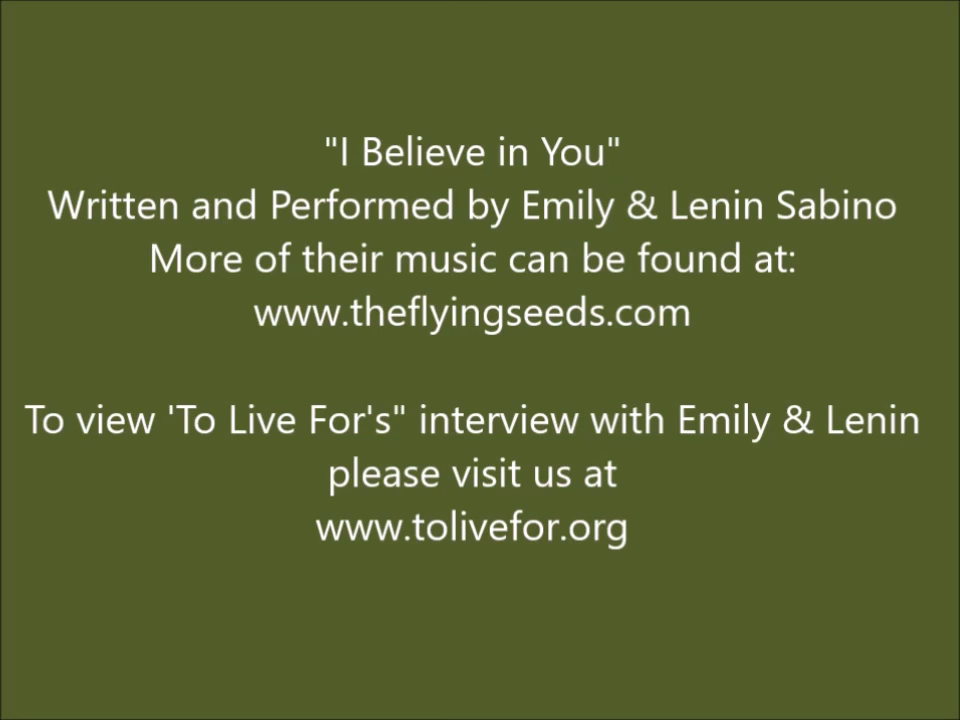 "I Believe in You"
Written and Performed by Emily & Lenin Sabino
More of their music can be found at:
www.theflyingseeds.com
To view 'To Live For's" interview with Emily & Lenin
please visit us at
www.tolivefor.org